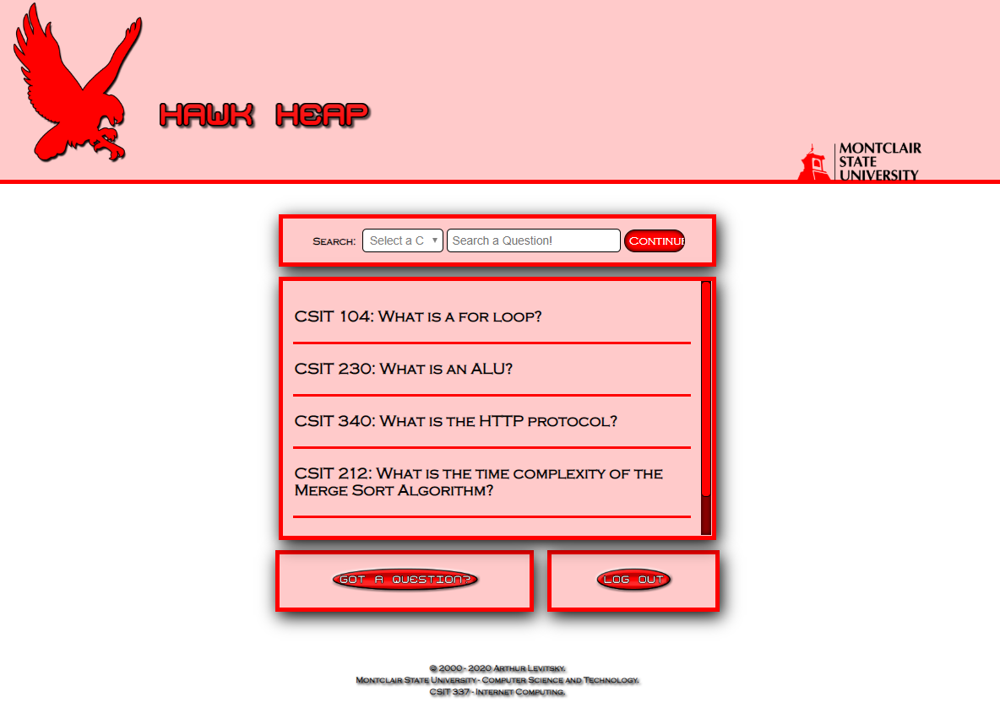 HAWK HEAP
MONTCLAIR
STATE
UNIVERSITY
Search: Select a C Search a Question! Continue
CSIT 104: What is a for loop?
CSIT 230: What is an ALU?
CSIT 340: What is the HTTP protocol?
CSIT 212: What is the time complexity of the
Merge Sort Algorithm?
GOT A QUESTION? LOG OUT
© 2000 - 2020 Arthur Levitsky.
Montclair State University - Computer Science and Technology.
CSIT 337 - Internet Computing.